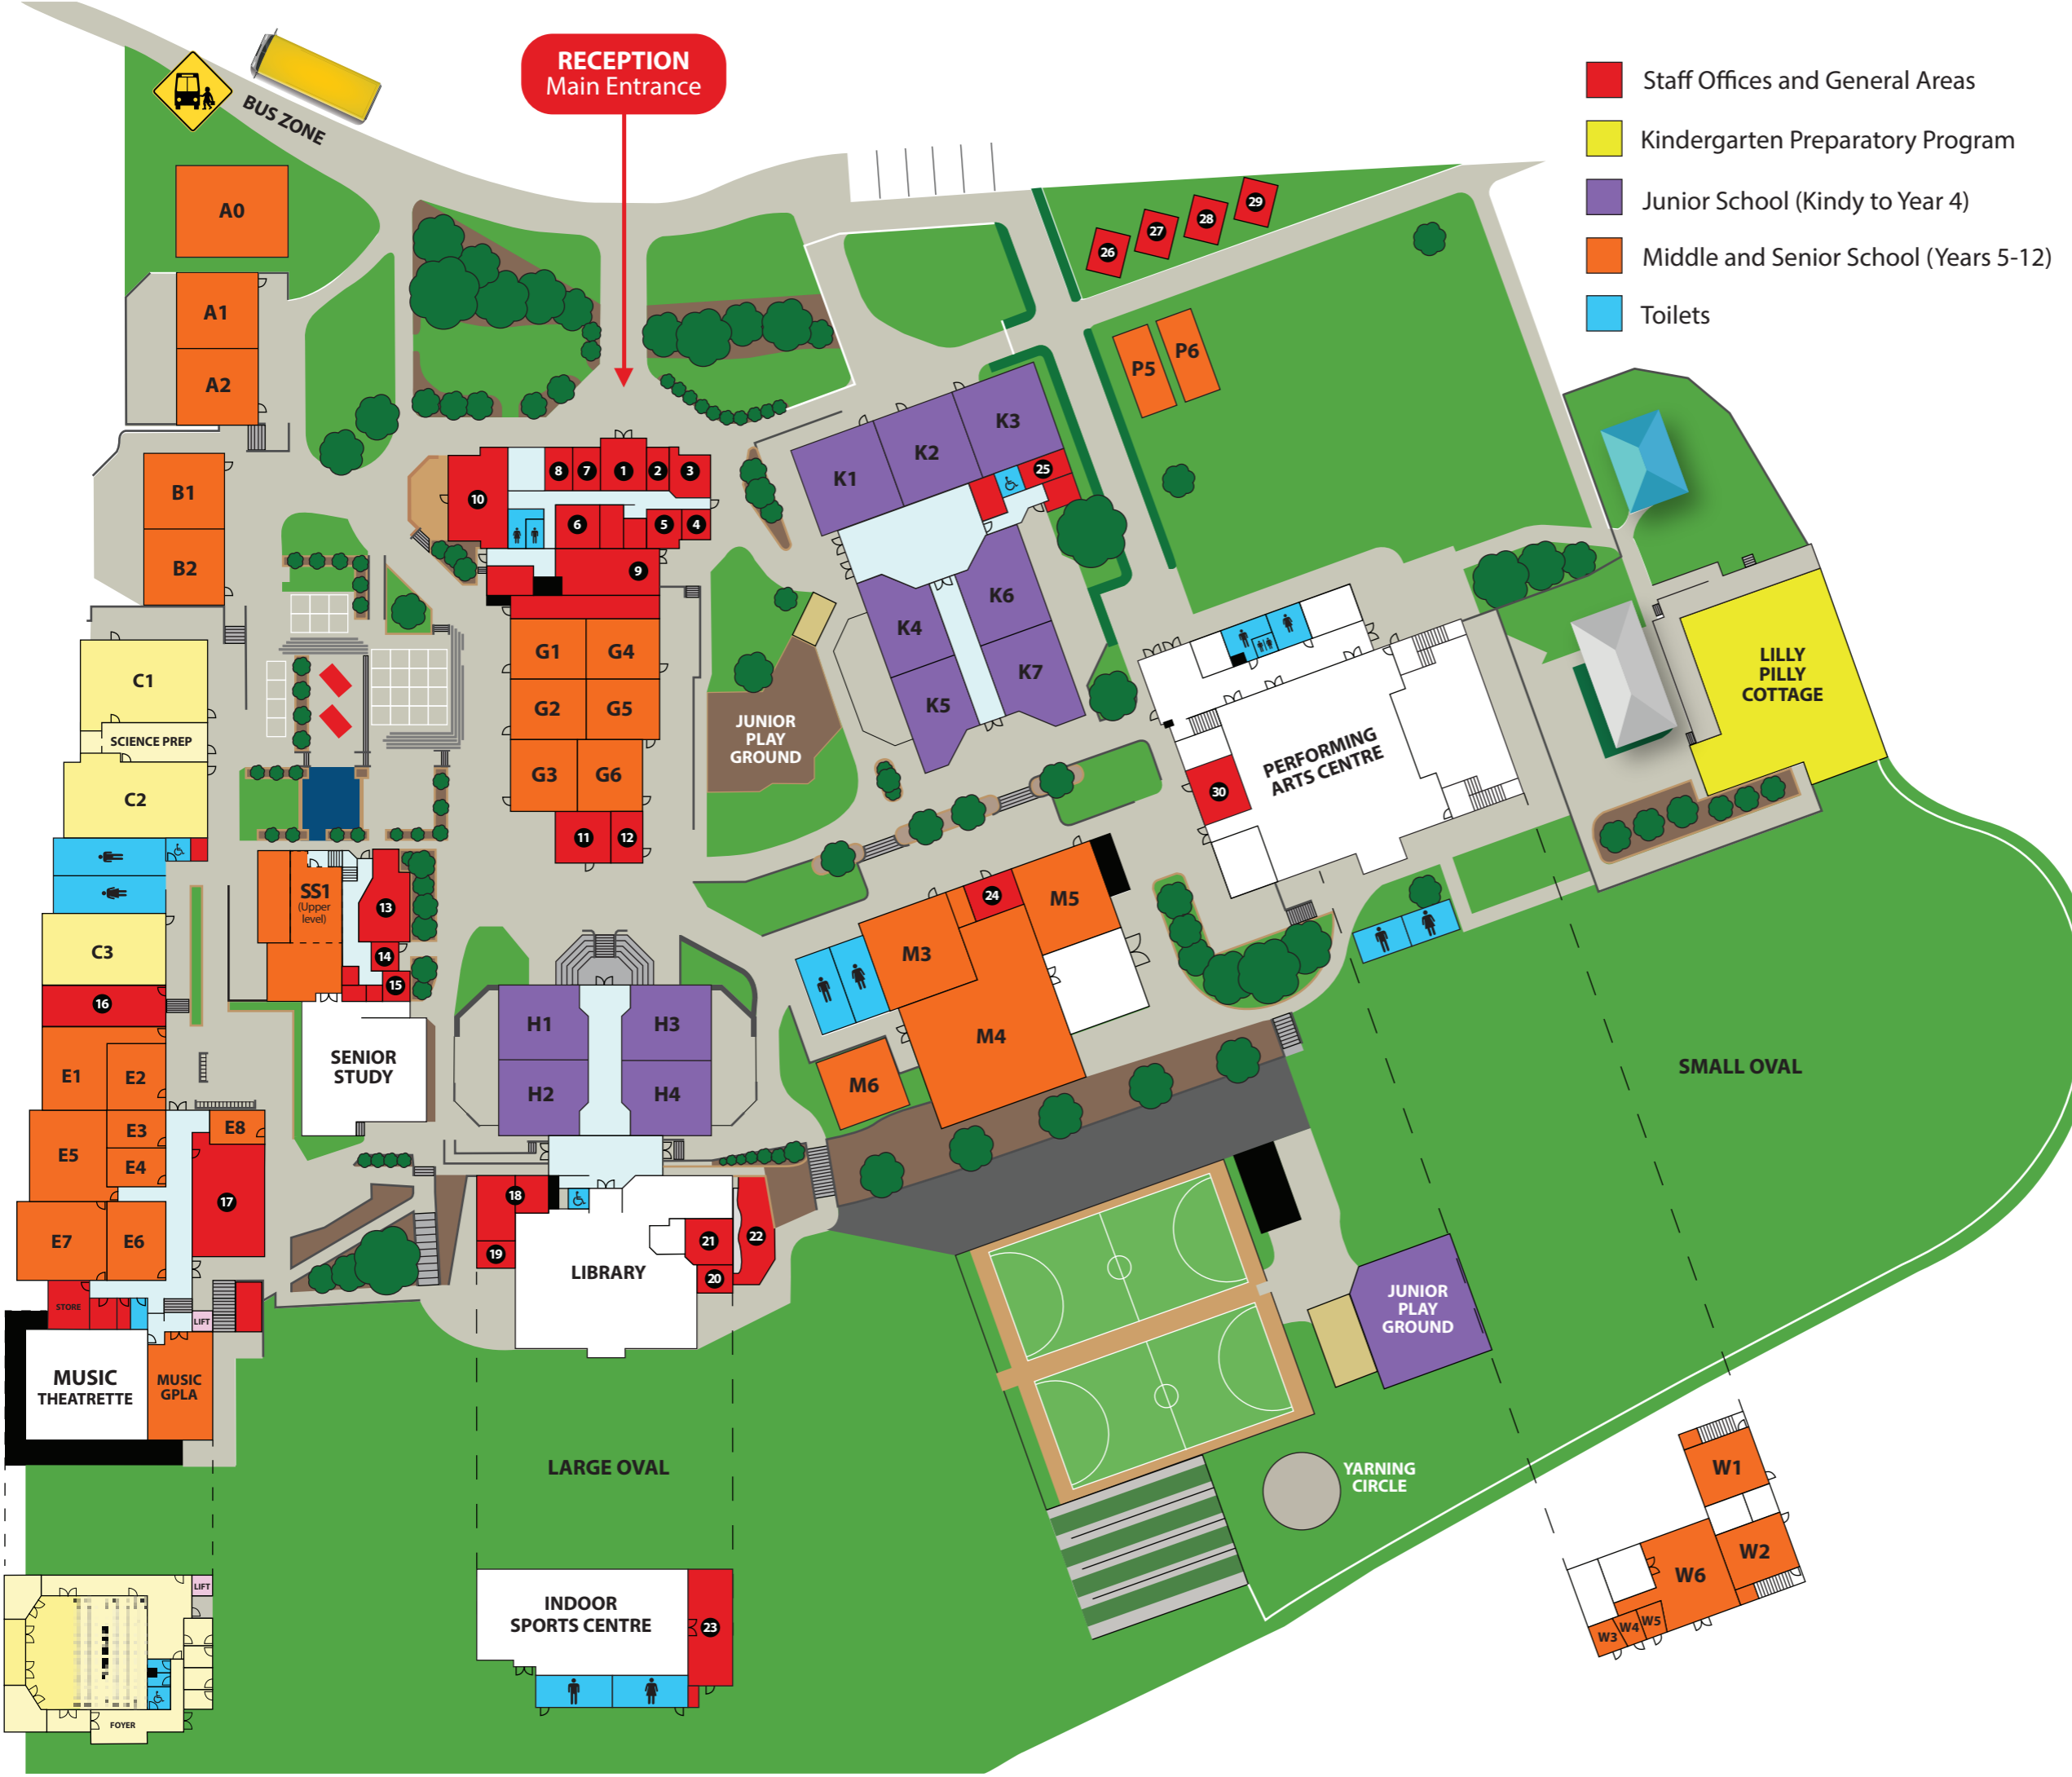 RECEPTION
Main Entrance
BUS ZONE
Staff Offices and General Areas
Kindergarten Preparatory Program
Junior School (Kindy to Year 4)
Middle and Senior School (Years 5-12)
Toilets
A0
A1
A2
B1
B2
C1
SCIENCE PREP
C2
C3
16
E1
E2
E3
E4
E5
E8
17
E7
E6
STORE
LIFT
MUSIC
THEATRETTE
MUSIC
GPLA
LIFT
FOYER
8
7
1
2
3
10
6
5
4
9
G1
G4
G2
G5
G3
G6
11
12
SS1
(Upper
level)
13
14
15
SENIOR
STUDY
H1
H3
H2
H4
18
19
LIBRARY
21
22
20
LARGE OVAL
INDOOR
SPORTS CENTRE
23
JUNIOR
PLAY
GROUND
K1
K2
K3
25
K4
K6
K5
K7
26
27
28
29
P5
P6
PERFORMING
ARTS CENTRE
30
LILLY
PILLY
COTTAGE
24
M5
M3
M4
M6
SMALL OVAL
JUNIOR
PLAY
GROUND
YARNING
CIRCLE
W1
W2
W6
W5
W4
W3